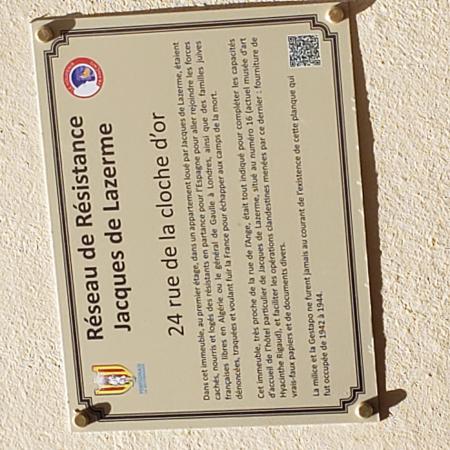 Réseau de Résistance
Jacques de Lazerme
24 rue de la cloche d'or
Dans cet immeuble, au premier étage, dans un appartement loué par Jacques de Lazerme, étaient
cachés, nourris et logés des résistants en partance pour l'Espagne pour aller rejoindre les forces
françaises libres en Algérie ou le général de Gaulle à Londres, ainsi que des familles juives
dénoncées, traquées et voulant fuir la France pour échapper aux camps de la mort.
Cet immeuble, très proche de la rue de l'Ange, était tout indiqué pour compléter les capacités
d'accueil de l'hôtel particulier de Jacques de Lazerme, situé au numéro 16 (actuel musée d'art
Hyacinthe Rigaud), et faciliter les opérations clandestines menées par ce dernier : fourniture de
vrais-faux papiers et de documents divers.
La milice et la Gestapo ne furent jamais au courant de l'existence de cette planque qui
fut occupée de 1942 à 1944.